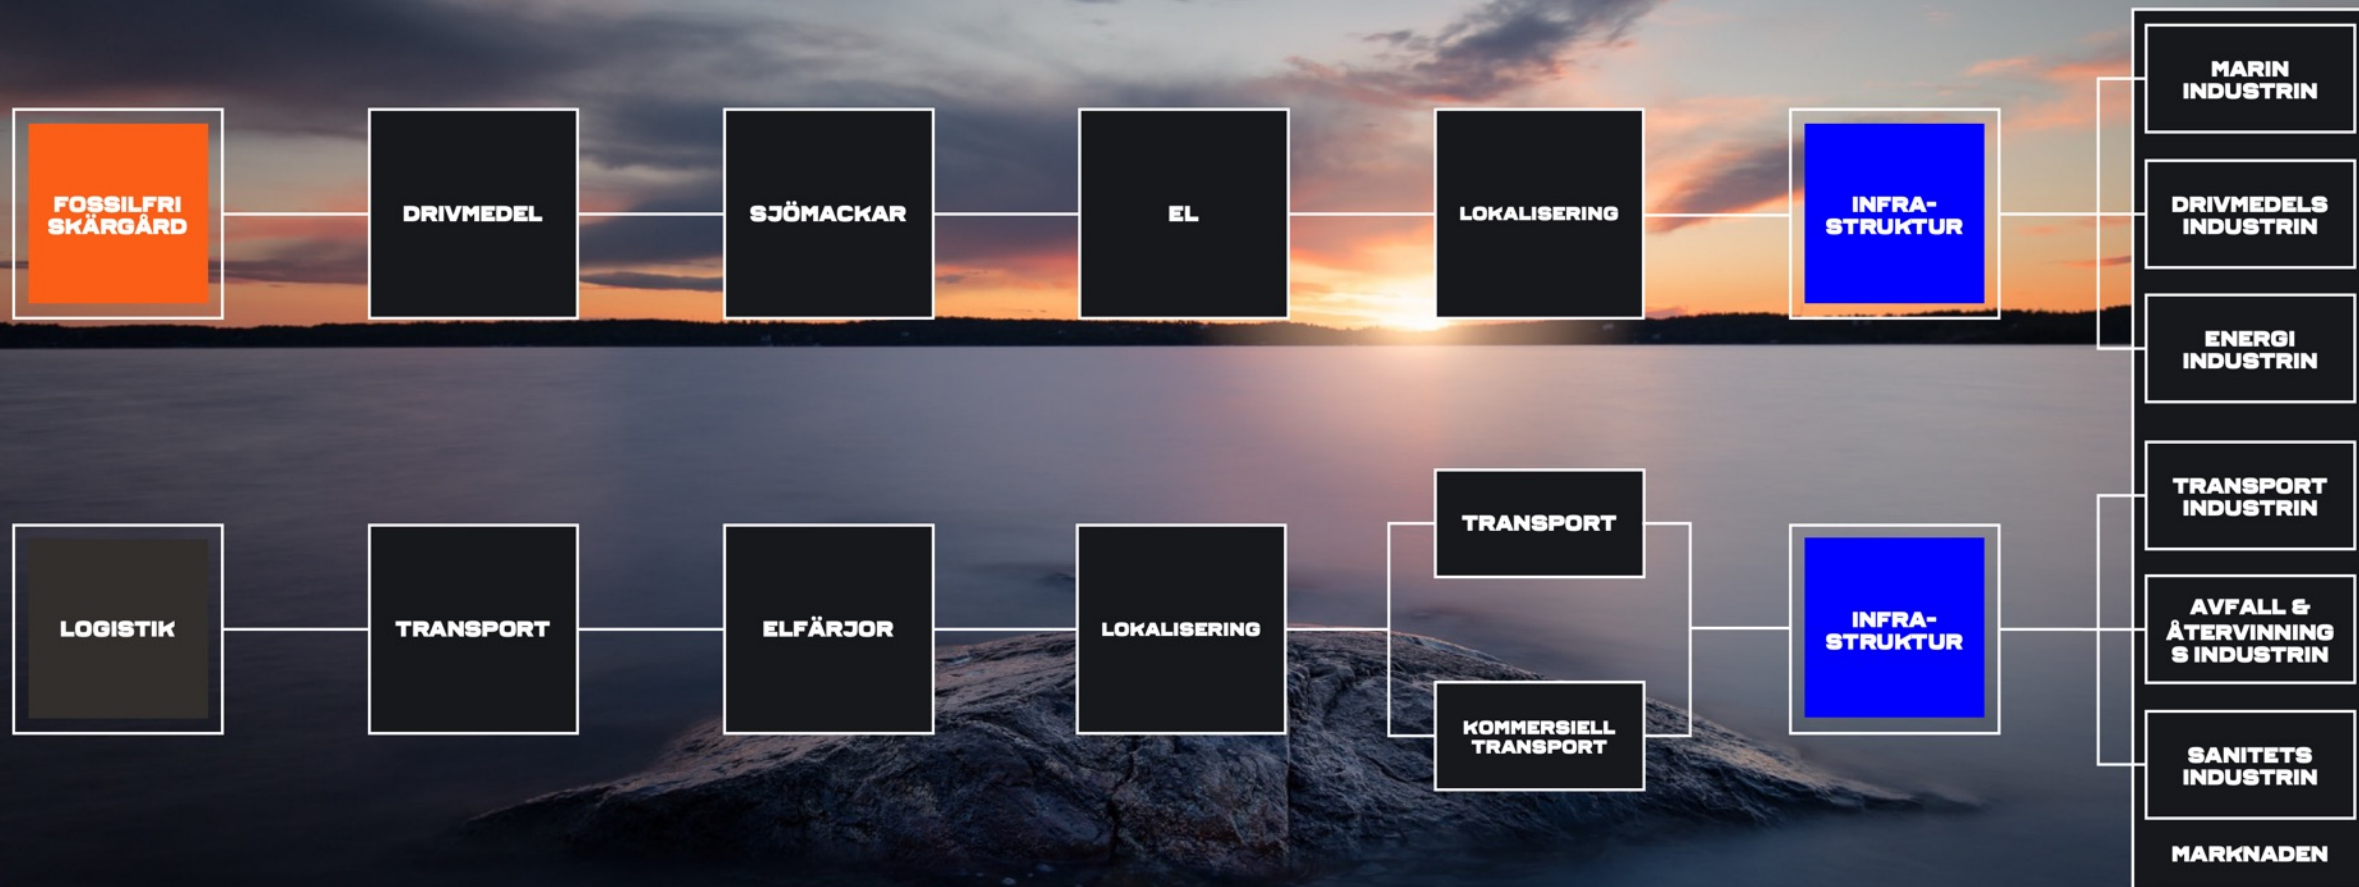 FOSSILFRI
SKÄRGÅRD
DRIVMEDEL
SJÖMACKAR
EL
LOKALISERING
INFRA-
STRUKTUR
MARIN
INDUSTRIN
DRIVMEDELS
INDUSTRIN
ENERGI
INDUSTRIN
LOGISTIK
TRANSPORT
ELFÄRJOR
LOKALISERING
TRANSPORT
KOMMERSIELL
TRANSPORT
INFRA-
STRUKTUR
TRANSPORT
INDUSTRIN
AVFALL &
ÅTERVINNING
S INDUSTRIN
SANITETS
INDUSTRIN
MARKNADEN